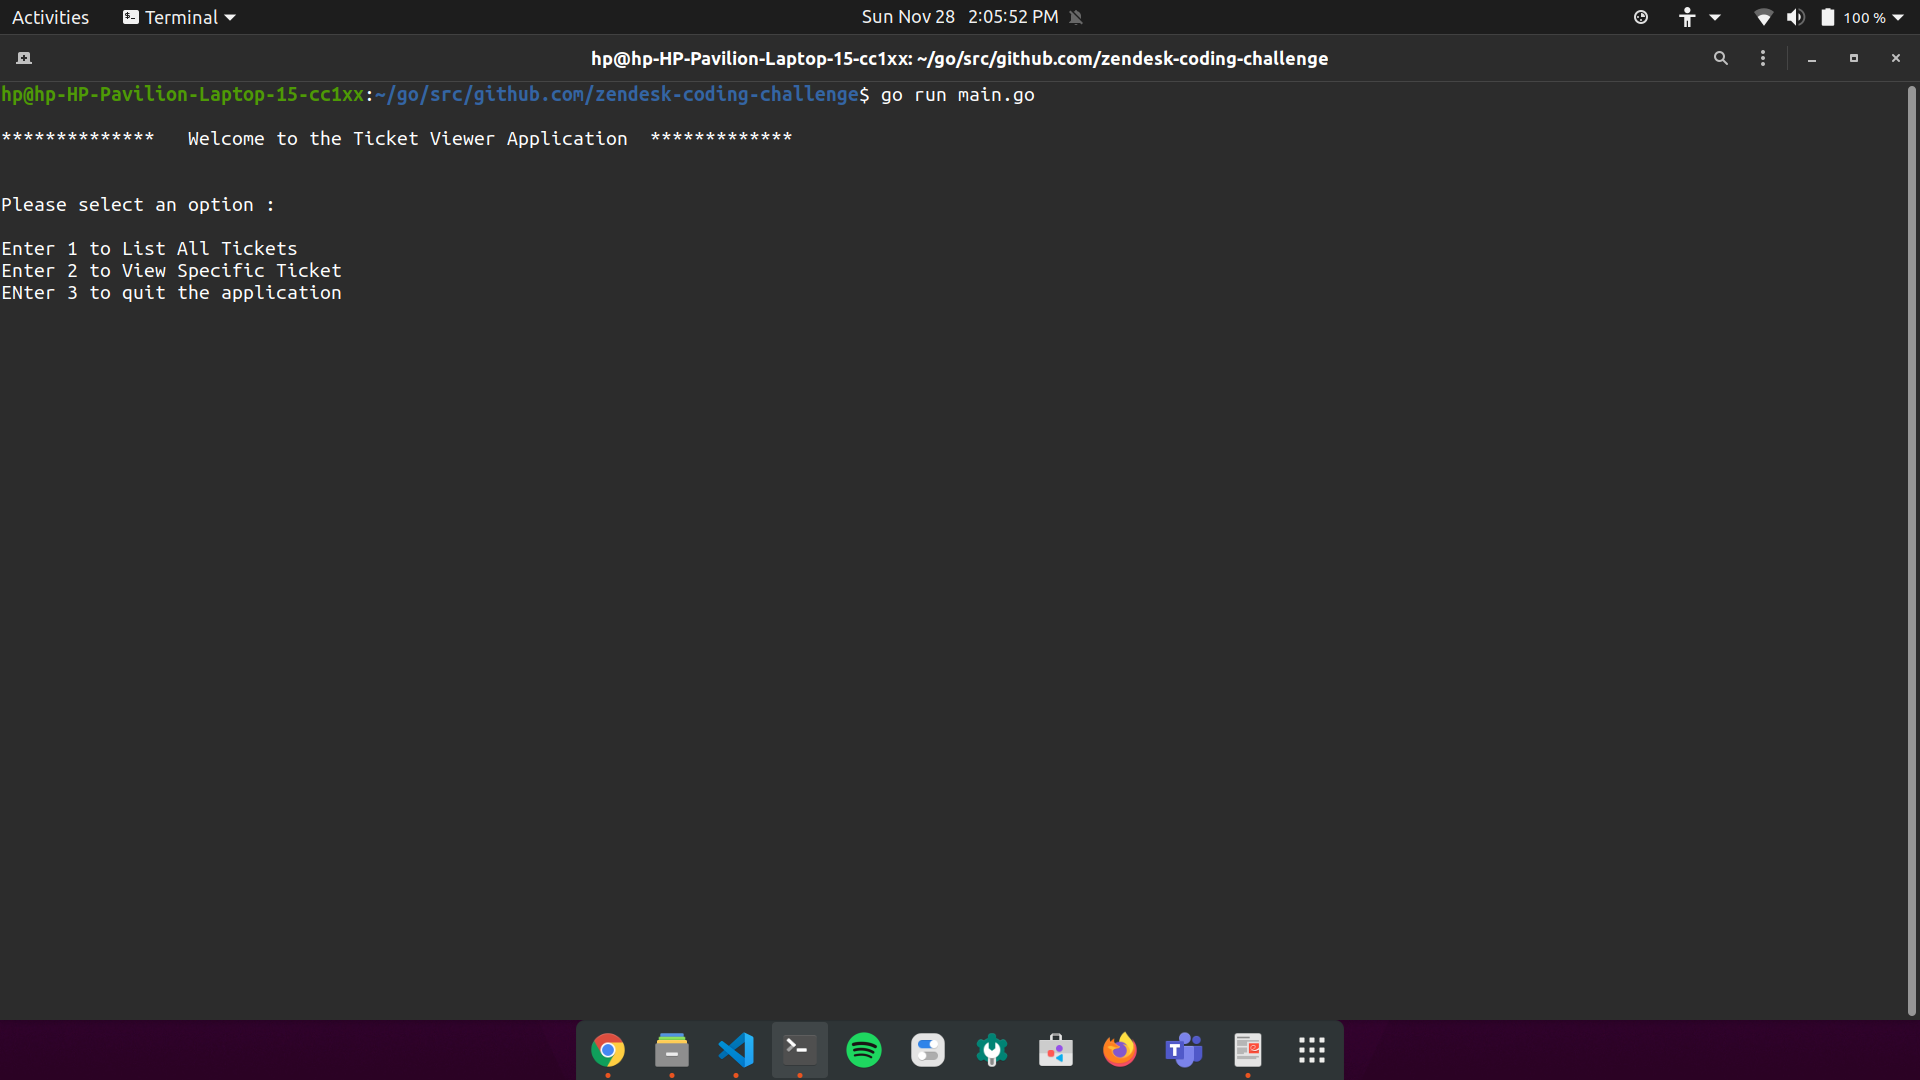 Activities Terminal Sun Nov 28 2:05:52 PM 100 %
hp@hp-HP-Pavilion-Laptop-15-cc1xx: ~/go/src/github.com/zendesk-coding-challenge
hp@hp-HP-Pavilion-Laptop-15-cc1xx:~/go/src/github.com/zendesk-coding-challenge$ go run main.go
************** Welcome to the Ticket Viewer Application *************
Please select an option :
Enter 1 to List All Tickets
Enter 2 to View Specific Ticket
ENter 3 to quit the application